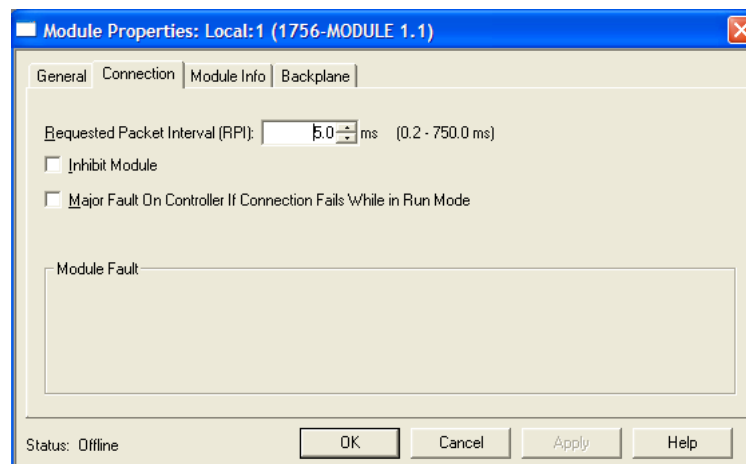 Module Properties: Local:1 (1756-MODULE 1.1)
General Connection Module Info Backplane
Requested Packet Interval (RPI): 5.0 ms (0.2 - 750.0 ms)
Inhibit Module
Major Fault On Controller If Connection Fails While in Run Mode
Module Fault
Status: Offline OK Cancel Apply Help